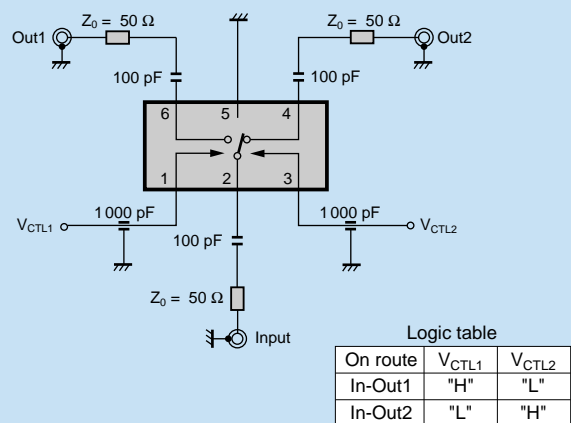 Z0 = 50 Ω Z0 = 50 Ω
Out1 Out2
100 pF 100 pF
6 5 4
1 2 3
1 000 pF 1 000 pF
VCTL1 VCTL2
100 pF
Z0 = 50 Ω
Input
Logic table
On route VCTL1 VCTL2
In-Out1 "H" "L"
In-Out2 "L" "H"